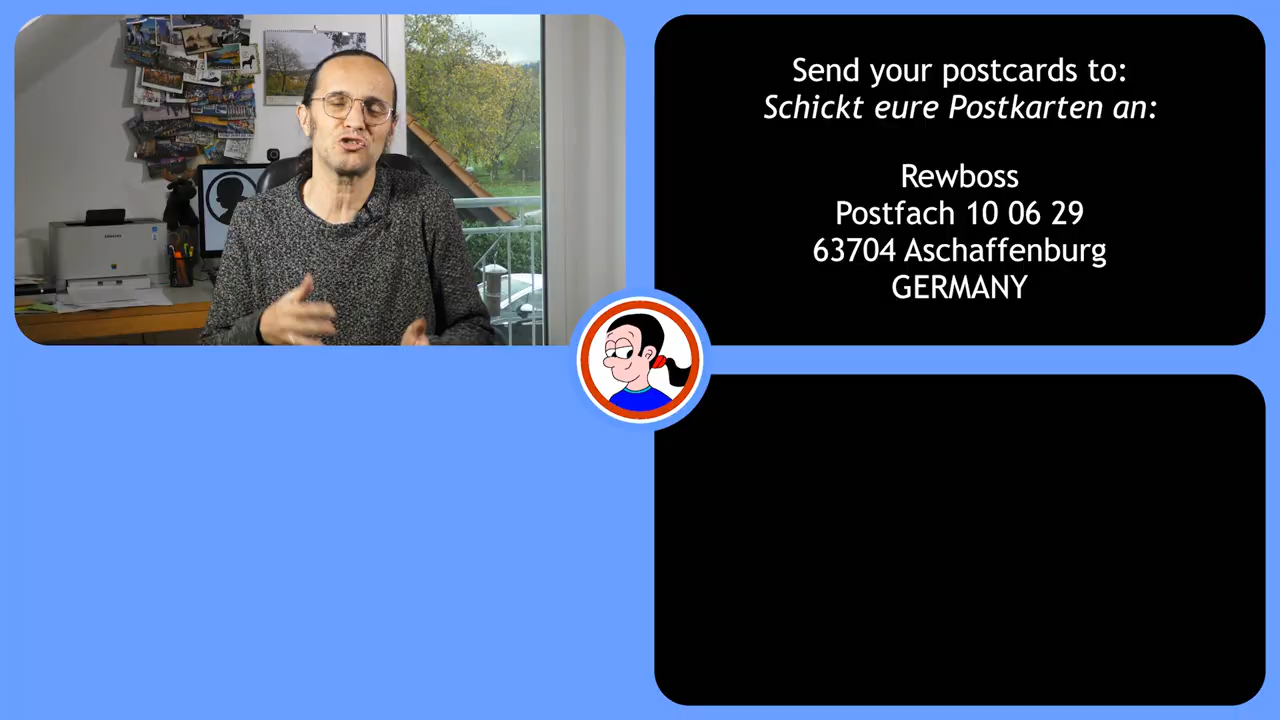 Send your postcards to:
Schickt eure Postkarten an:
Rewboss
Postfach 10 06 29
63704 Aschaffenburg
GERMANY